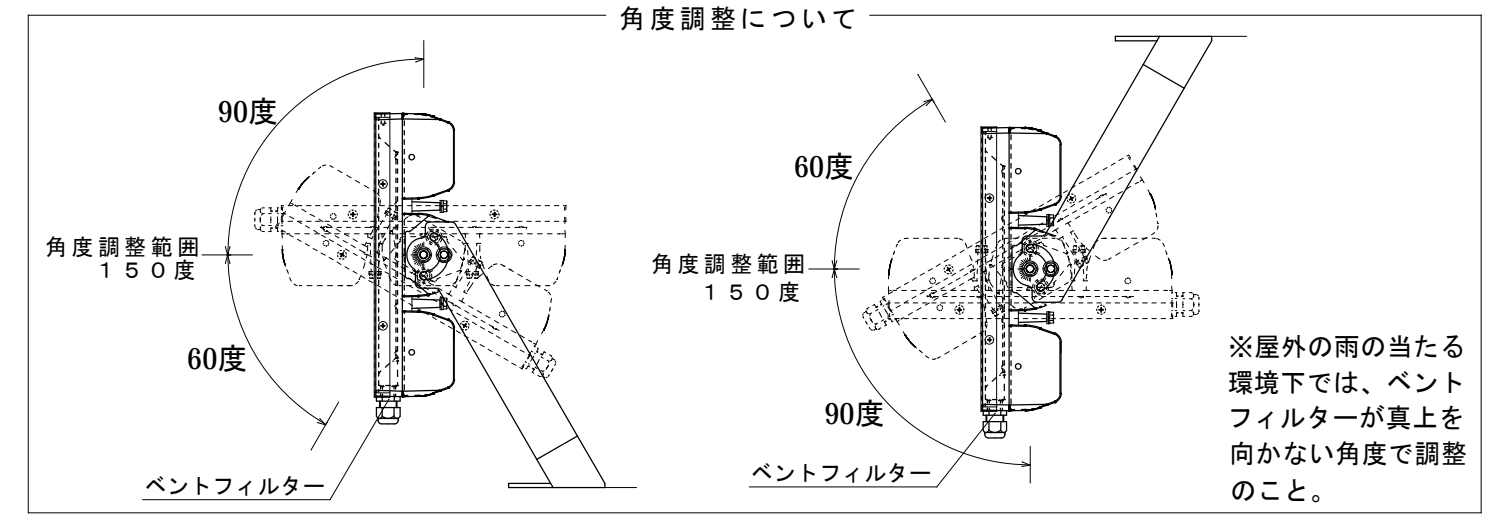 角度調整について
90度
角度調整範囲
１５０度
60度
ベントフィルター
60度
角度調整範囲
１５０度
90度
ベントフィルター
※屋外の雨の当たる
環境下では、ベント
フィルターが真上を
向かない角度で調整
のこと。